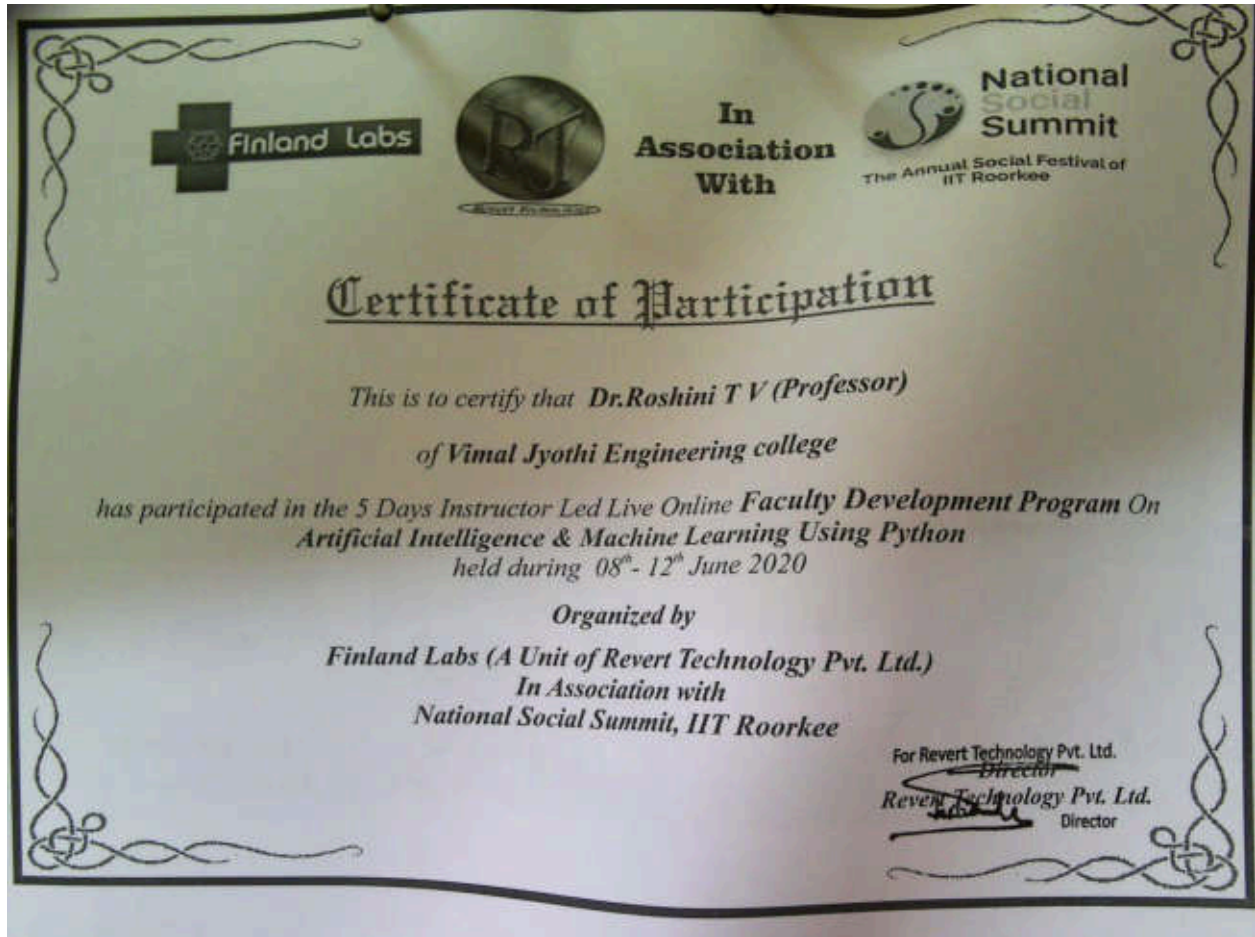 Finland Labs
RT
In
Association
With
National
Social
Summit
The Annual Social Festival of
IIT Roorkee
Certificate of Participation
This is to certify that Dr.Roshini T V (Professor)
of Vimal Jyothi Engineering college
has participated in the 5 Days Instructor Led Live Online Faculty Development Program On
Artificial Intelligence & Machine Learning Using Python
held during 08th- 12th June 2020
Organized by
Finland Labs (A Unit of Revert Technology Pvt. Ltd.)
In Association with
National Social Summit, IIT Roorkee
For Revert Technology Pvt. Ltd.
Director
Revert Technology Pvt. Ltd.
Director